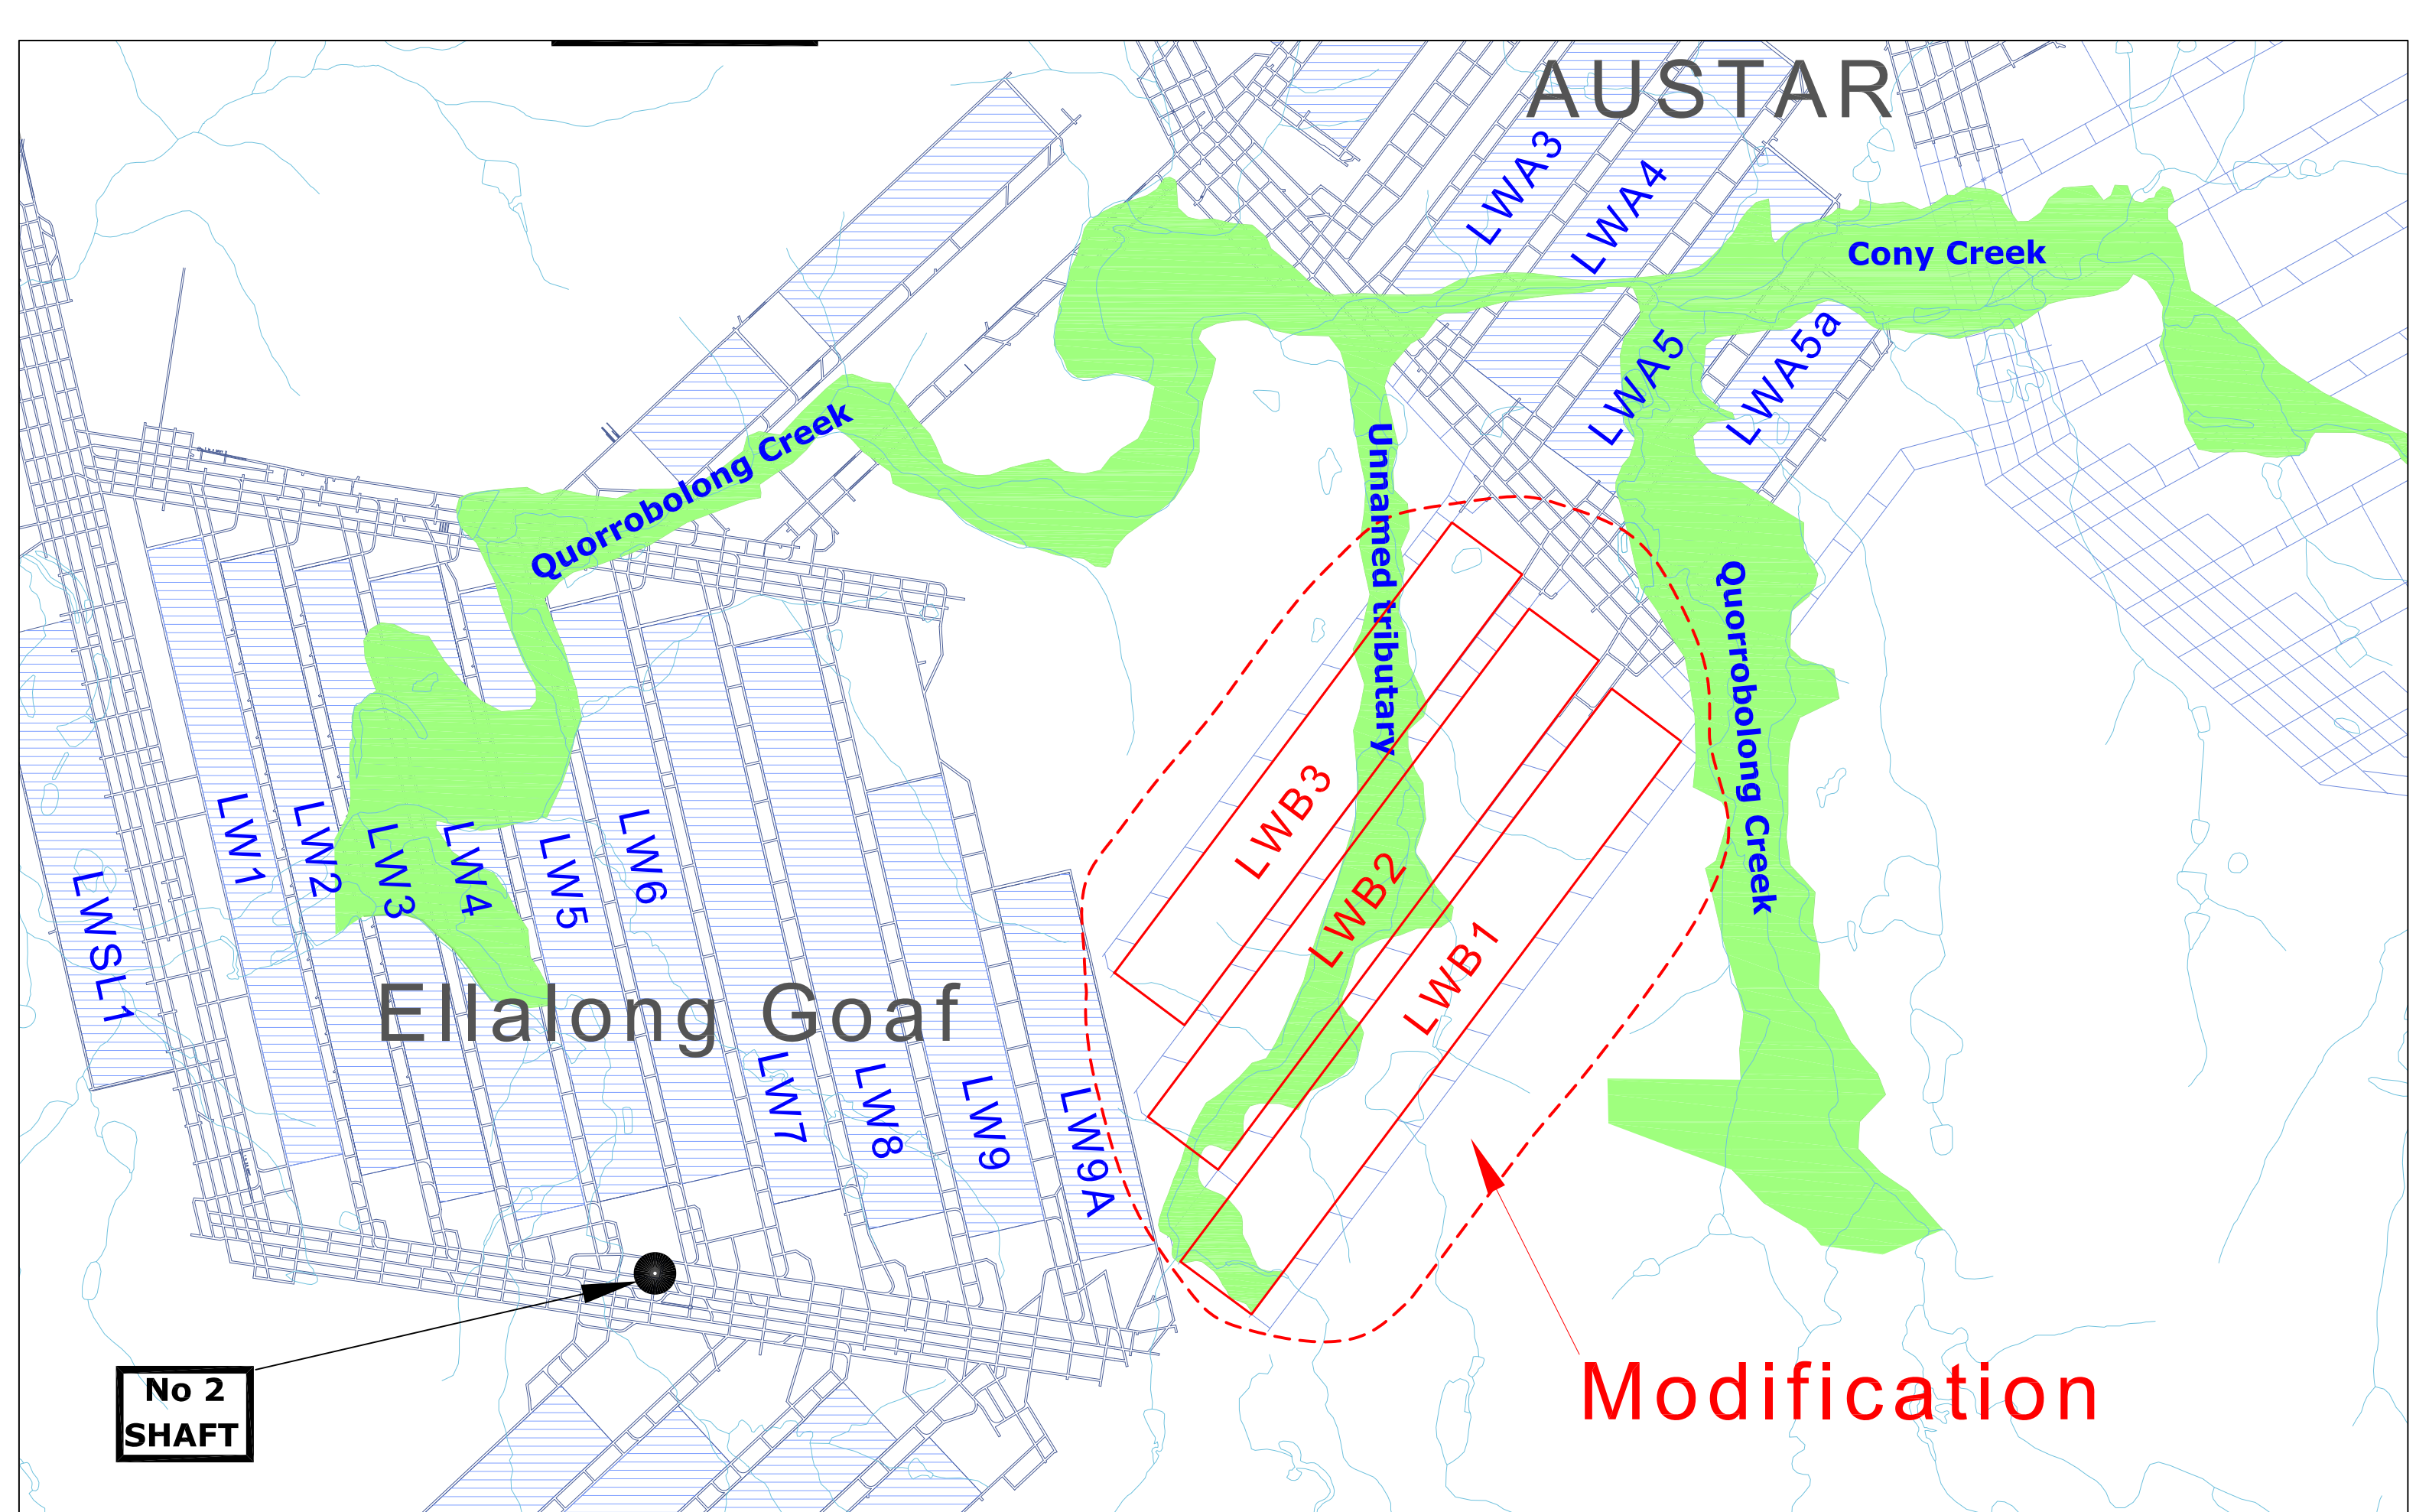 AUSTAR
LWA3
LWA4
Cony Creek
LWA5
LWA5a
Quorrobolong Creek
Unnamed tributary
Quorrobolong Creek
LWB3
LWB2
LWB1
LW1
LW2
LW3
LW4
LW5
LW6
LWSL1
Ellalong Goaf
LW7
LW8
LW9
LW9A
Modification
No 2
SHAFT